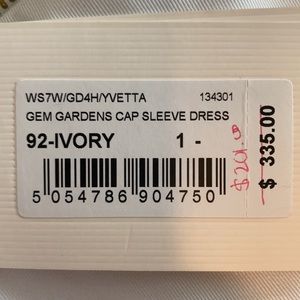 WS7W/GD4H/YVETTA 134301
GEM GARDENS CAP SLEEVE DRESS
92-IVORY 1 -
5 054786 904750
$ 335.00